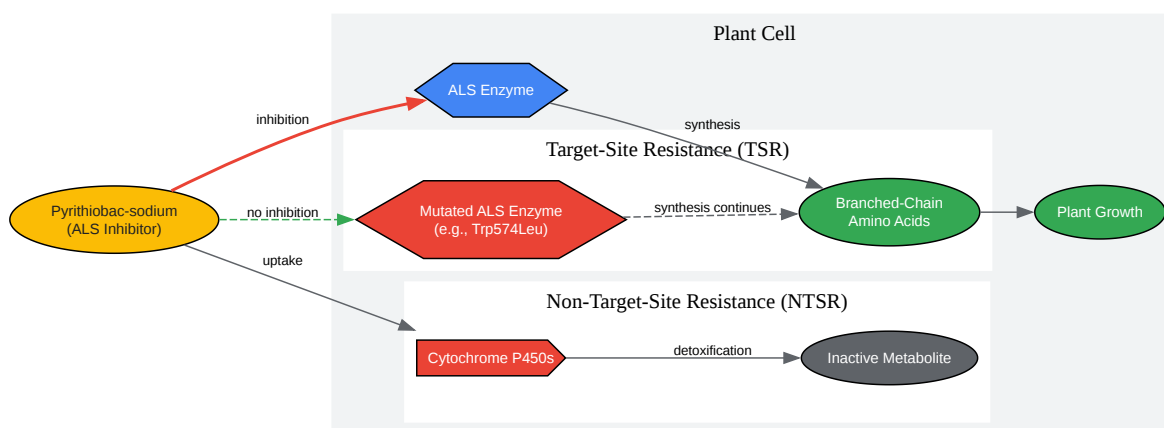 Plant Cell
ALS Enzyme
inhibition
synthesis
Target-Site Resistance (TSR)
Pyrithiobac-sodium
(ALS Inhibitor)
no inhibition
Mutated ALS Enzyme
(e.g., Trp574Leu)
synthesis continues
Branched-Chain
Amino Acids
Plant Growth
uptake
Non-Target-Site Resistance (NTSR)
Cytochrome P450s
detoxification
Inactive Metabolite